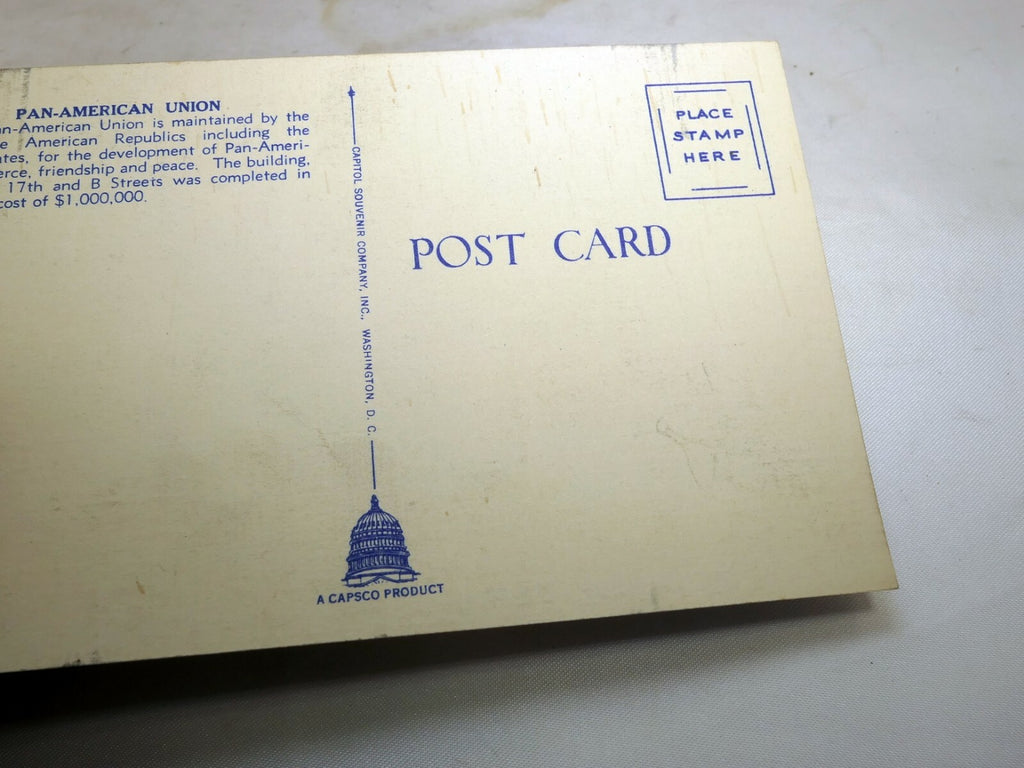 PAN-AMERICAN UNION
n-American Union is maintained by the
e American Republics including the
tes, for the development of Pan-Ameri-
erce, friendship and peace. The building,
17th and B Streets was completed in
cost of $1,000,000.
CAPITOL SOUVENIR COMPANY, INC., WASHINGTON, D. C.
A CAPSCO PRODUCT
PLACE
STAMP
HERE
POST CARD